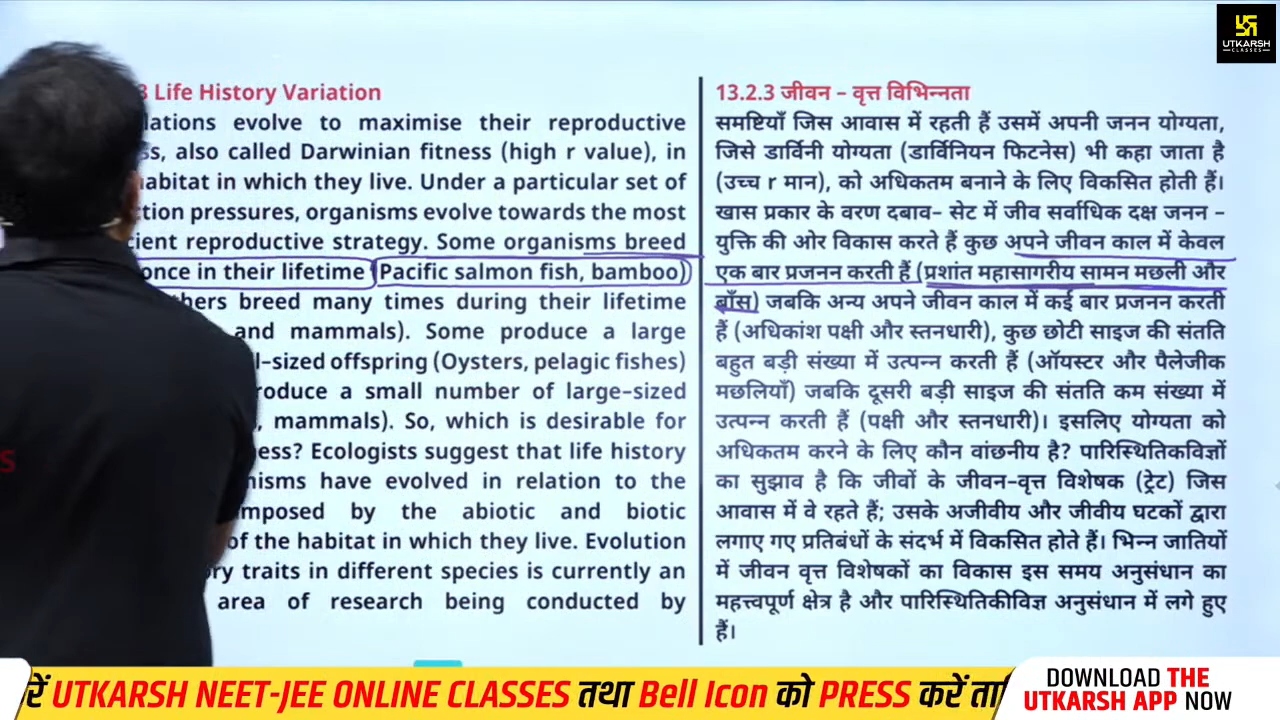 UTKARSH
CLASSES
3 Life History Variation
lations evolve to maximise their reproductive
ss, also called Darwinian fitness (high r value), in
habitat in which they live. Under a particular set of
ction pressures, organisms evolve towards the most
cient reproductive strategy. Some organisms breed
once in their lifetime (Pacific salmon fish, bamboo)
hers breed many times during their lifetime
and mammals). Some produce a large
l-sized offspring (Oysters, pelagic fishes)
roduce a small number of large-sized
, mammals). So, which is desirable for
ess? Ecologists suggest that life history
nisms have evolved in relation to the
mposed by the abiotic and biotic
of the habitat in which they live. Evolution
ry traits in different species is currently an
area of research being conducted by
13.2.3 जीवन – वृत्त विभिन्नता
समष्टियाँ जिस आवास में रहती हैं उसमें अपनी जनन योग्यता,
जिसे डार्विनी योग्यता (डार्विनियन फिटनेस) भी कहा जाता है
(उच्च r मान), को अधिकतम बनाने के लिए विकसित होती हैं।
खास प्रकार के वरण दबाव– सेट में जीव सर्वाधिक दक्ष जनन –
युक्ति की ओर विकास करते हैं कुछ अपने जीवन काल में केवल
एक बार प्रजनन करती हैं (प्रशांत महासागरीय सामन मछली और
बाँस) जबकि अन्य अपने जीवन काल में कई बार प्रजनन करती
हैं (अधिकांश पक्षी और स्तनधारी), कुछ छोटी साइज की संतति
बहुत बड़ी संख्या में उत्पन्न करती हैं (ऑयस्टर और पैलेजीक
मछलियाँ) जबकि दूसरी बड़ी साइज की संतति कम संख्या में
उत्पन्न करती हैं (पक्षी और स्तनधारी)। इसलिए योग्यता को
अधिकतम करने के लिए कौन वांछनीय है? पारिस्थितिकविज्ञों
का सुझाव है कि जीवों के जीवन–वृत्त विशेषक (ट्रेट) जिस
आवास में वे रहते हैं; उसके अजीवीय और जीवीय घटकों द्वारा
लगाए गए प्रतिबंधों के संदर्भ में विकसित होते हैं। भिन्न जातियों
में जीवन वृत्त विशेषकों का विकास इस समय अनुसंधान का
महत्त्वपूर्ण क्षेत्र है और पारिस्थितिकीविज्ञ अनुसंधान में लगे हुए
हैं।
रें UTKARSH NEET-JEE ONLINE CLASSES तथा Bell Icon को PRESS करें ता
DOWNLOAD THE
UTKARSH APP NOW